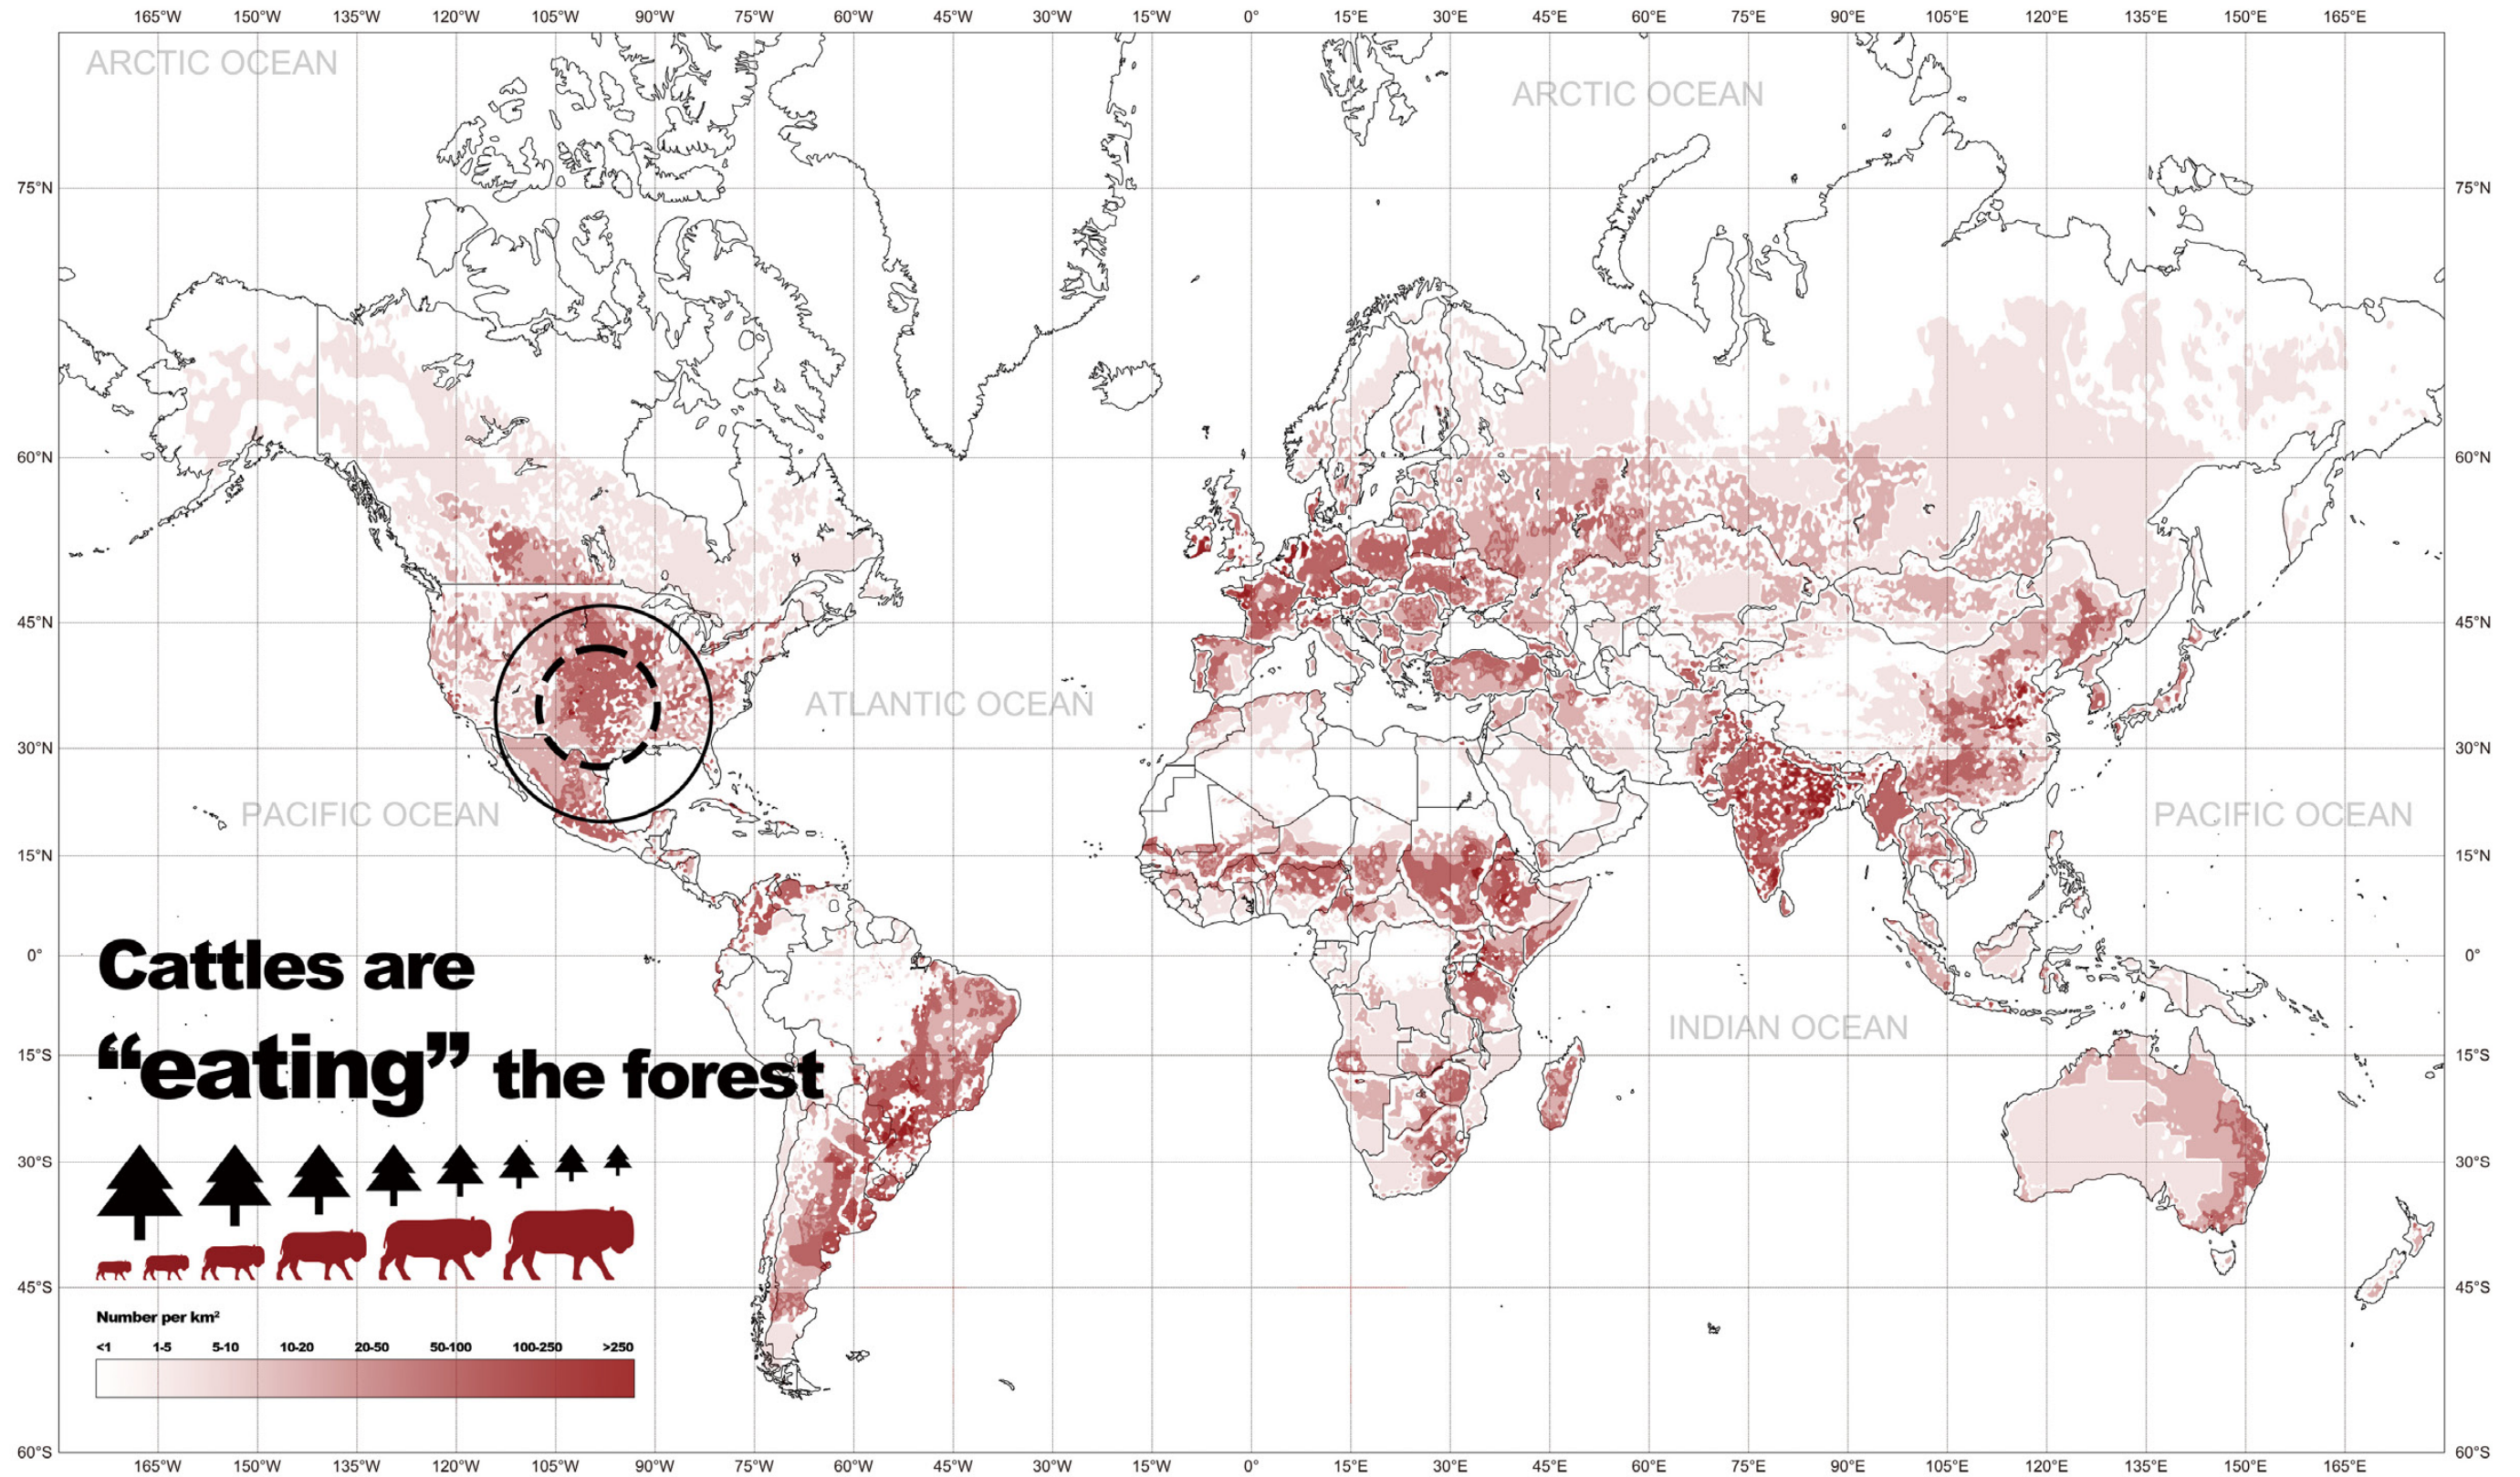 165°W 150°W 135°W 120°W 105°W 90°W 75°W 60°W 45°W 30°W 15°W 0° 15°E 30°E 45°E 60°E 75°E 90°E 105°E 120°E 135°E 150°E 165°E
ARCTIC OCEAN
ARCTIC OCEAN
75°N 75°N
60°N 60°N
45°N 45°N
ATLANTIC OCEAN
30°N 30°N
PACIFIC OCEAN PACIFIC OCEAN
15°N 15°N
0° 0°
Cattles are
INDIAN OCEAN
15°S 15°S
“eating” the forest
30°S 30°S
45°S 45°S
Number per km²
<1 1-5 5-10 10-20 20-50 50-100 100-250 >250
60°S 60°S
165°W 150°W 135°W 120°W 105°W 90°W 75°W 60°W 45°W 30°W 15°W 0° 15°E 30°E 45°E 60°E 75°E 90°E 105°E 120°E 135°E 150°E 165°E